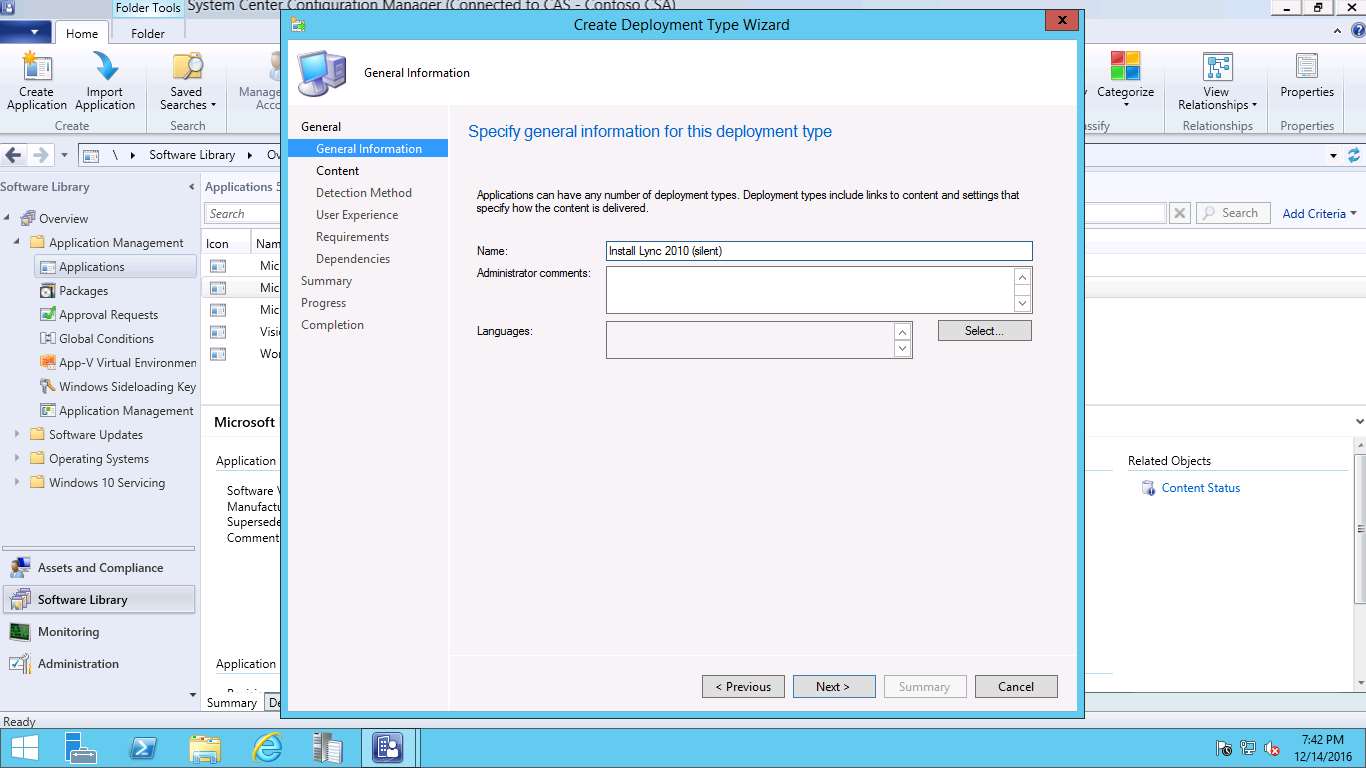 Folder Tools
System Center Configuration Manager (Connected to CAS - Contoso CSA)
Home
Folder
Create Application
Import Application
Create
Saved Searches
Search
Categorize
View Relationships
Relationships
Properties
Properties
\
Software Library
Software Library
Overview
Application Management
Applications
Packages
Approval Requests
Global Conditions
App-V Virtual Environmen
Windows Sideloading Key
Application Management
Software Updates
Operating Systems
Windows 10 Servicing
Assets and Compliance
Software Library
Monitoring
Administration
Ready
Applications 5
Search
Icon
Mic
Mic
Mic
Visi
Microsoft
Application
Software V
Manufactu
Supersede
Comment
Application
Summary
Create Deployment Type Wizard
X
General Information
General
General Information
Content
Detection Method
User Experience
Requirements
Dependencies
Summary
Progress
Completion
Specify general information for this deployment type
Applications can have any number of deployment types. Deployment types include links to content and settings that
specify how the content is delivered.
Name:
Install Lync 2010 (silent)
Administrator comments:
Languages:
Select...
< Previous
Next >
Summary
Cancel
Search
Add Criteria
Related Objects
Content Status
7:42 PM
12/14/2016